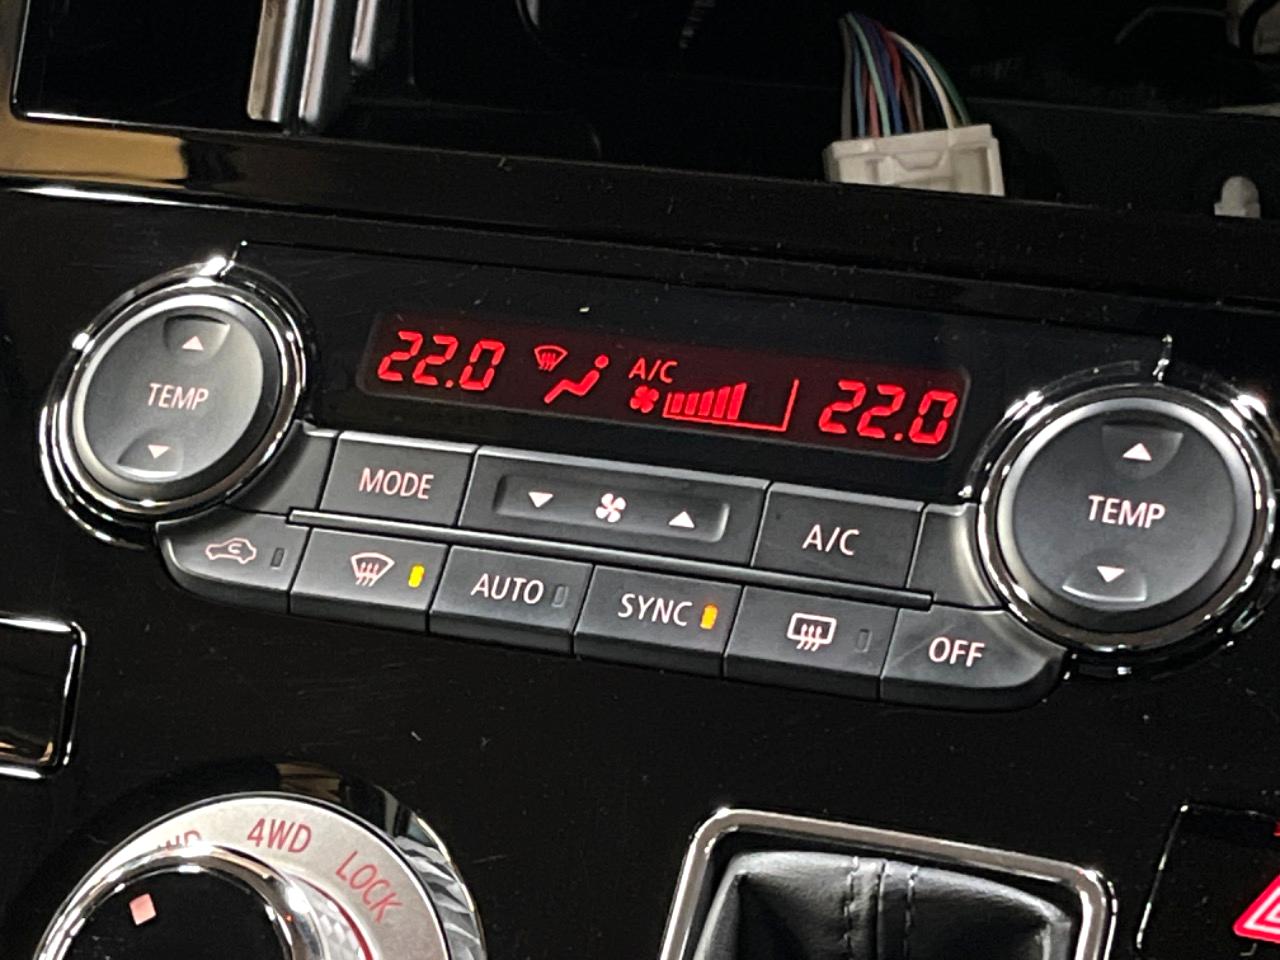 22.0 A/C 22.0
TEMP
MODE
A/C
TEMP
AUTO
SYNC
OFF
4WD
LOCK